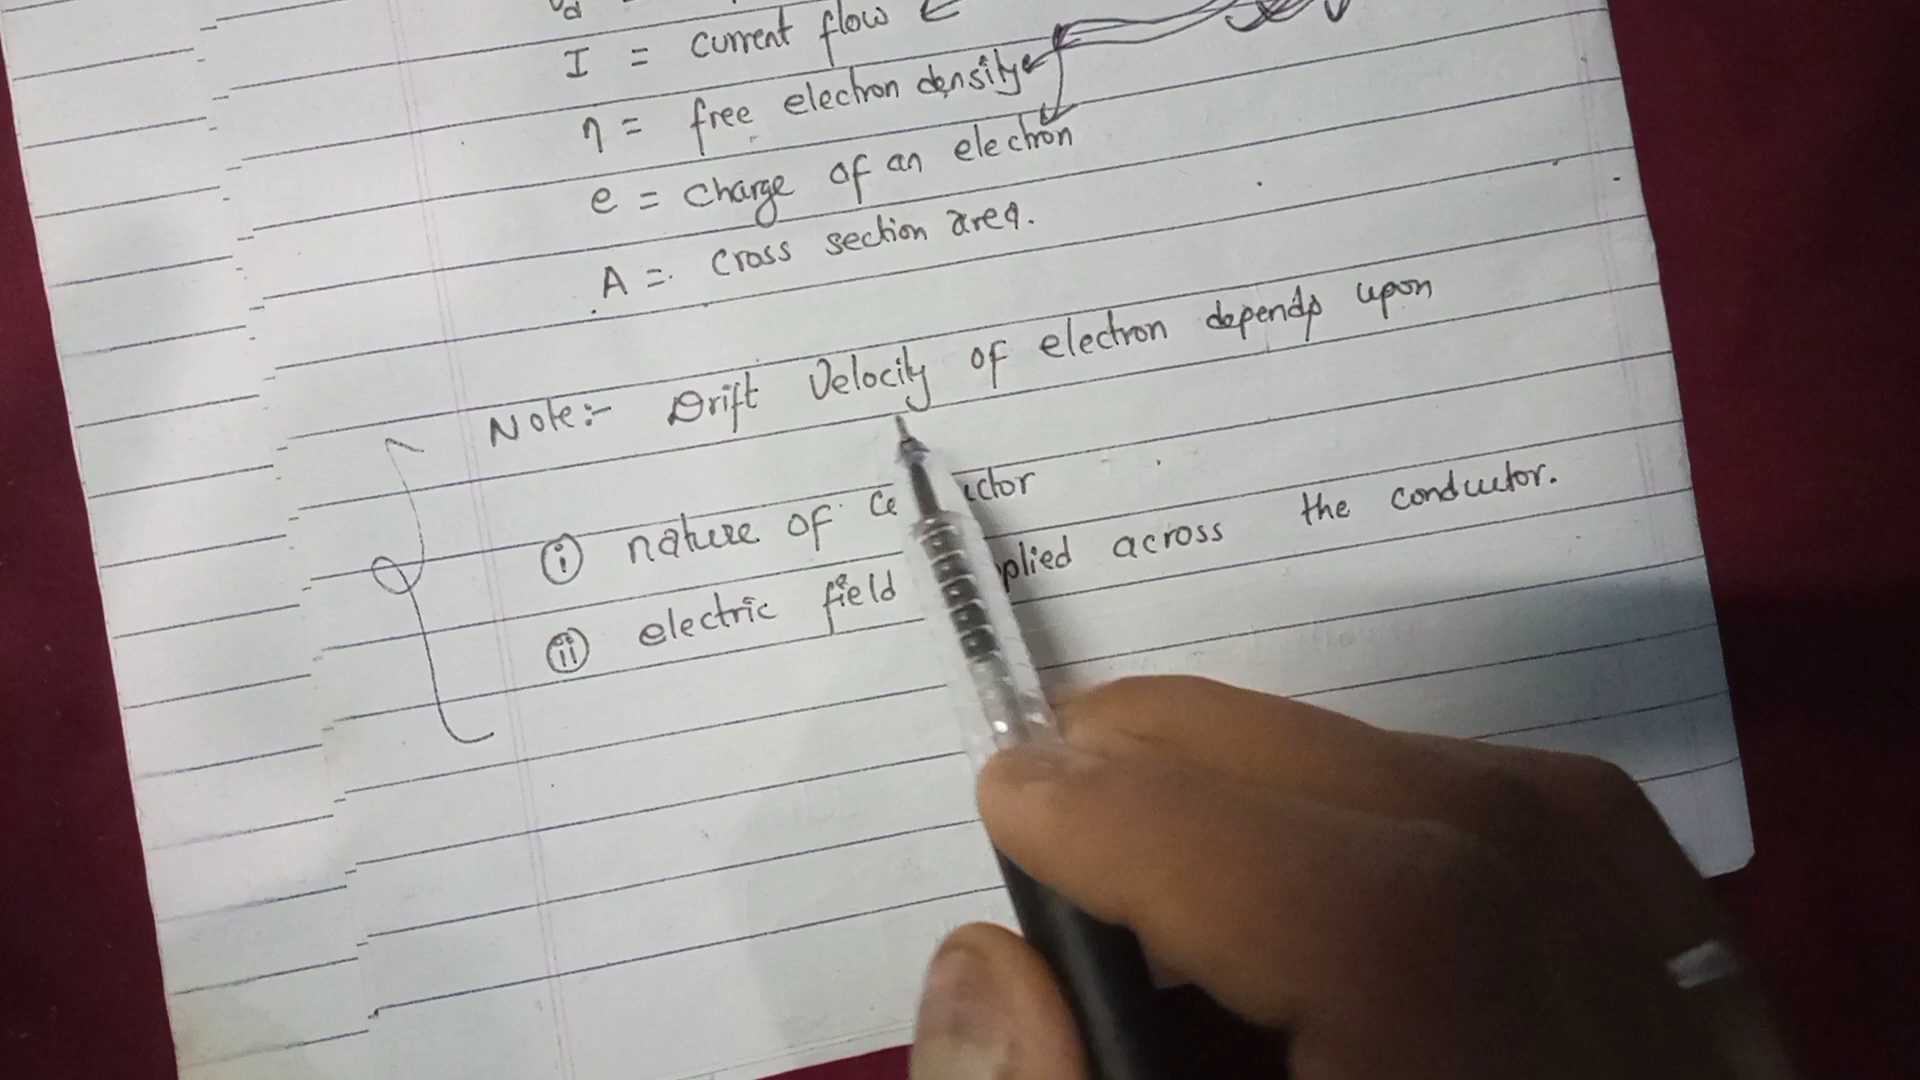 I = current flow
η = free electron density
e = charge of an electron
A = cross section area.
Note:- Drift Velocity of electron depends upon
(i) nature of
(ii) electric field across the conductor.